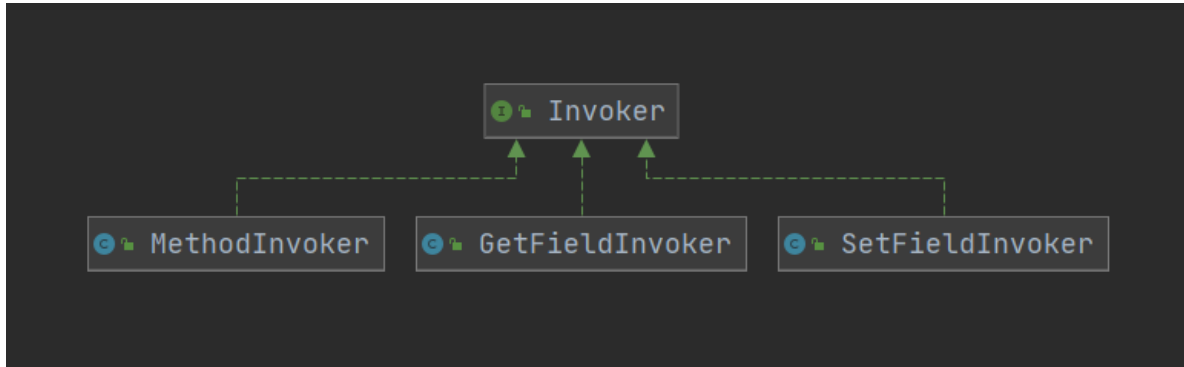 I Invoker
C MethodInvoker
C GetFieldInvoker
C SetFieldInvoker